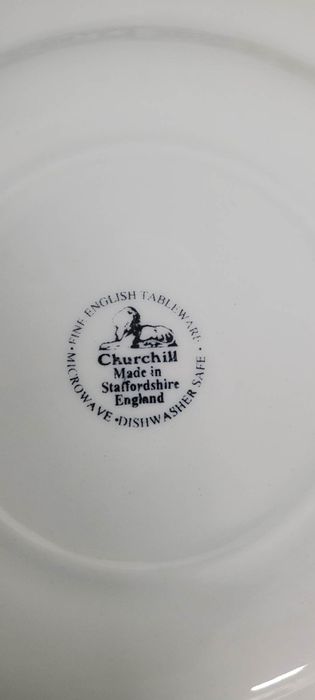 FINE ENGLISH TABLEWARE
Churchill
Made in
Staffordshire
England
• MICROWAVE • DISHWASHER SAFE •